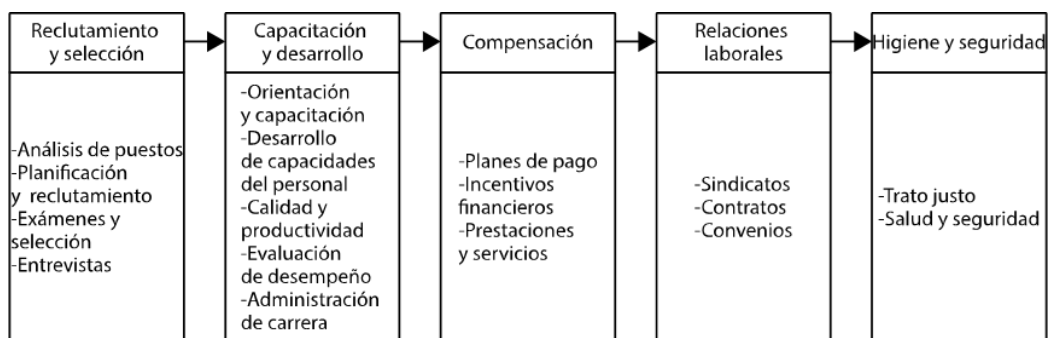 Reclutamiento
y selección
-Análisis de puestos
-Planificación
y reclutamiento
-Exámenes y
selección
-Entrevistas
Capacitación
y desarrollo
-Orientación
y capacitación
-Desarrollo
de capacidades
del personal
-Calidad y
productividad
-Evaluación
de desempeño
-Administración
de carrera
Compensación
-Planes de pago
-Incentivos
financieros
-Prestaciones
y servicios
Relaciones
laborales
-Sindicatos
-Contratos
-Convenios
Higiene y seguridad
-Trato justo
-Salud y seguridad